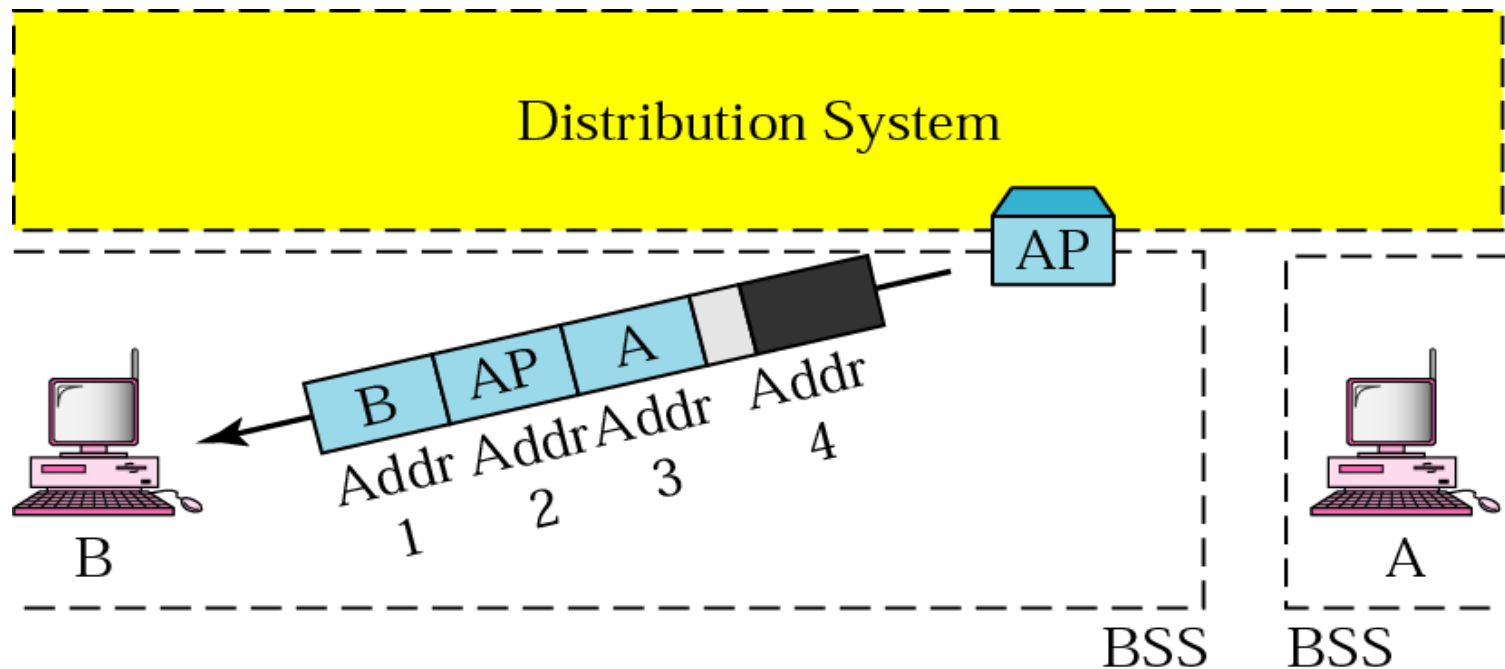 Distribution System
AP
B AP A
Addr Addr Addr Addr
1 2 3 4
B
A
BSS BSS